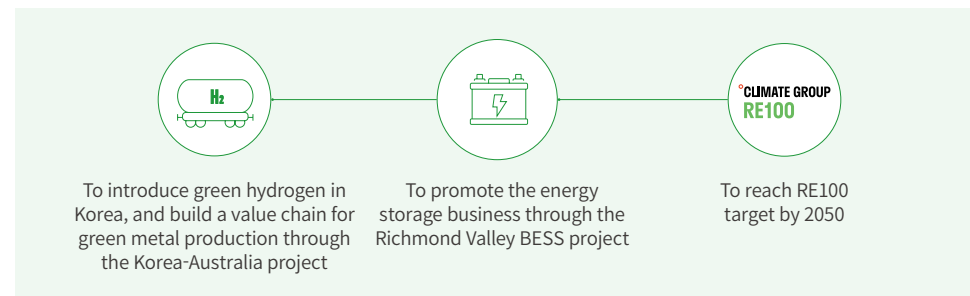 H₂
°CLIMATE GROUP
RE100
To introduce green hydrogen in
Korea, and build a value chain for
green metal production through
the Korea-Australia project
To promote the energy
storage business through the
Richmond Valley BESS project
To reach RE100
target by 2050